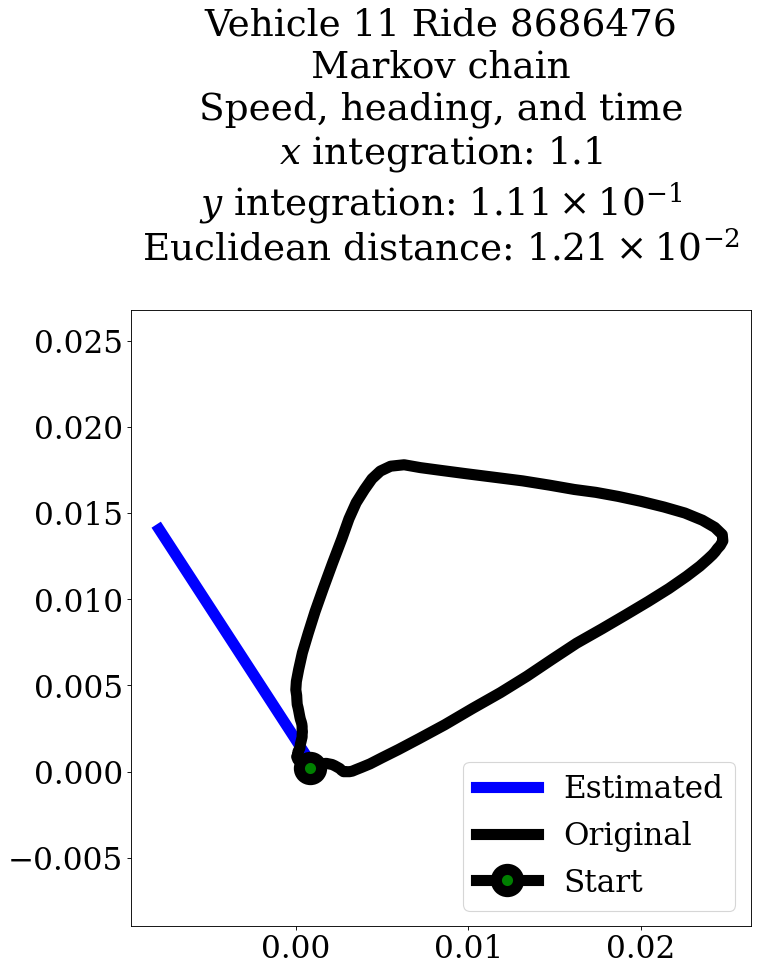 Vehicle 11 Ride 8686476
Markov chain
Speed, heading, and time
x integration: 1.1
y integration: 1.11 × 10⁻¹
Euclidean distance: 1.21 × 10⁻²
0.025
0.020
0.015
0.010
0.005
0.000
−0.005
Estimated
Original
Start
0.00 0.01 0.02